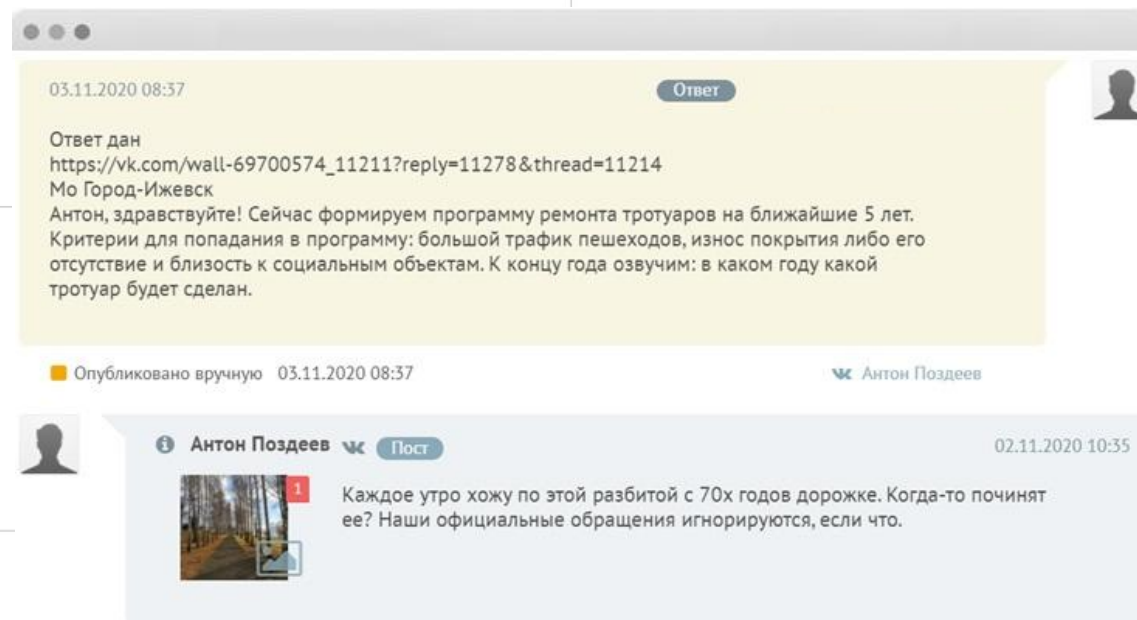 03.11.2020 08:37
Ответ
Ответ дан
https://vk.com/wall-69700574_11211?reply=11278&thread=11214
Мо Город-Ижевск
Антон, здравствуйте! Сейчас формируем программу ремонта тротуаров на ближайшие 5 лет.
Критерии для попадания в программу: большой трафик пешеходов, износ покрытия либо его
отсутствие и близость к социальным объектам. К концу года озвучим: в каком году какой
тротуар будет сделан.
Опубликовано вручную 03.11.2020 08:37
Антон Поздеев
Антон Поздеев
Пост
02.11.2020 10:35
1
Каждое утро хожу по этой разбитой с 70х годов дорожке. Когда-то починят
ее? Наши официальные обращения игнорируются, если что.